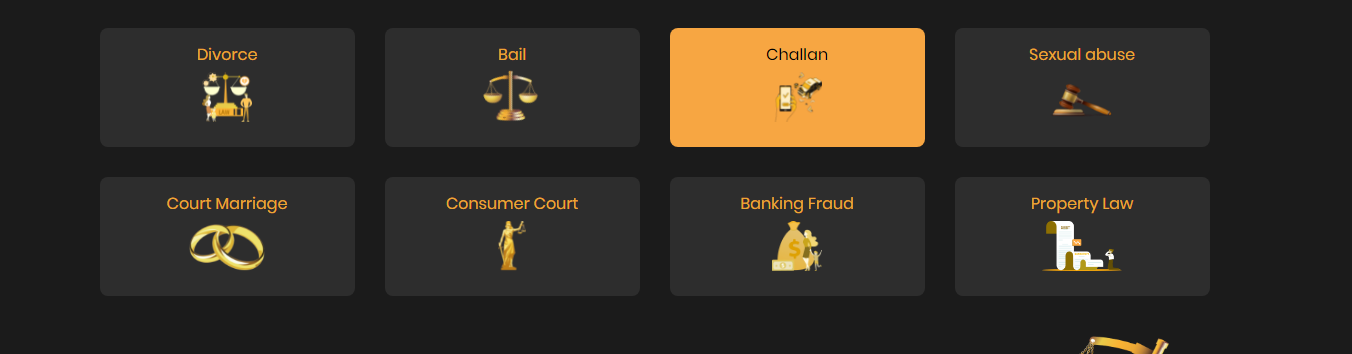 Divorce
Bail
Challan
Sexual abuse
Court Marriage
Consumer Court
Banking Fraud
Property Law